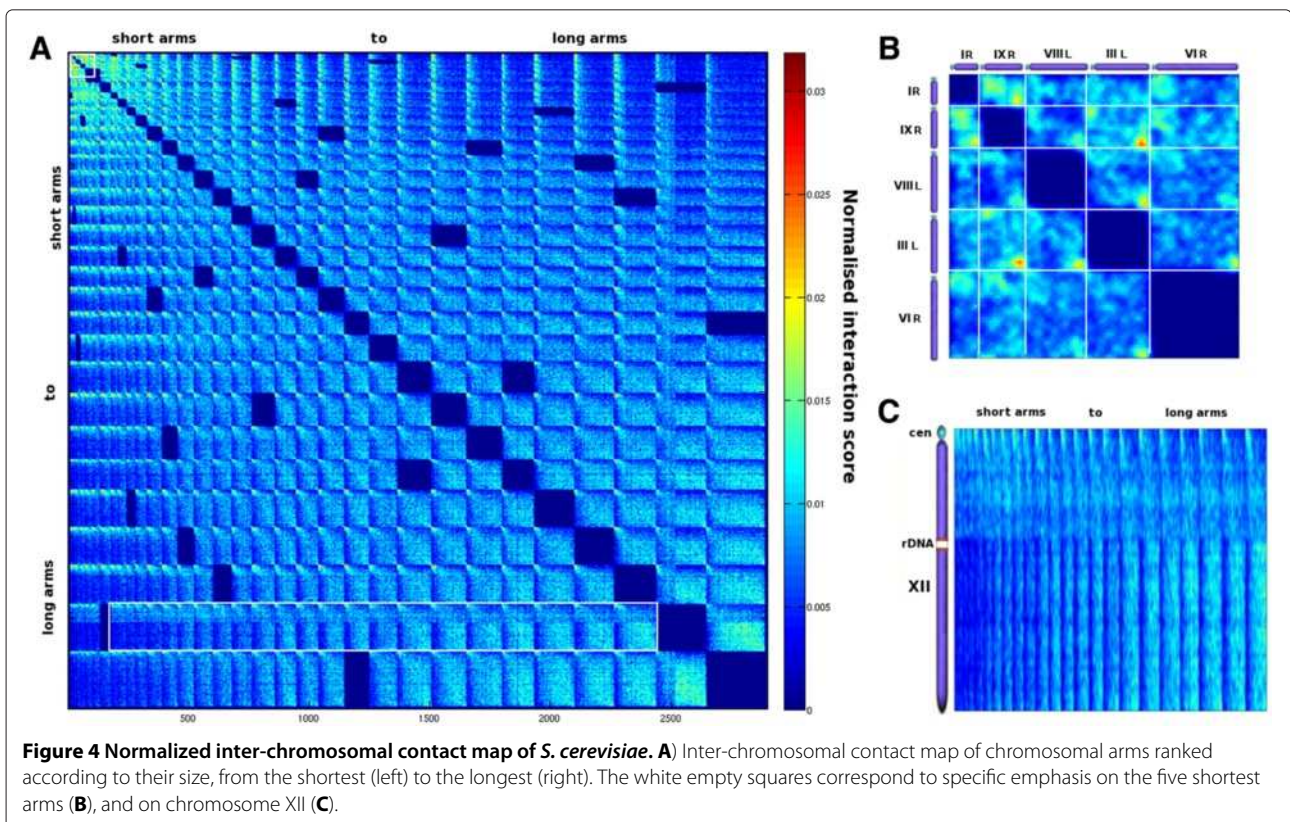 A
short arms to long arms
short arms
to
long arms
500 1000 1500 2000 2500
0.03
0.025
0.02
0.015
0.01
0.005
0
Normalised interaction score
B
IR IX R VIII L III L VI R
IR
IX R
VIII L
III L
VI R
C
short arms to long arms
cen
rDNA
XII
Figure 4 Normalized inter-chromosomal contact map of S. cerevisiae. A) Inter-chromosomal contact map of chromosomal arms ranked
according to their size, from the shortest (left) to the longest (right). The white empty squares correspond to specific emphasis on the five shortest
arms (B), and on chromosome XII (C).